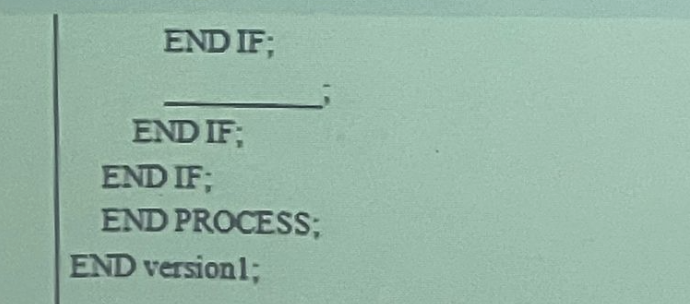 END IF;
__________;
END IF;
END IF;
END PROCESS;
END version1;